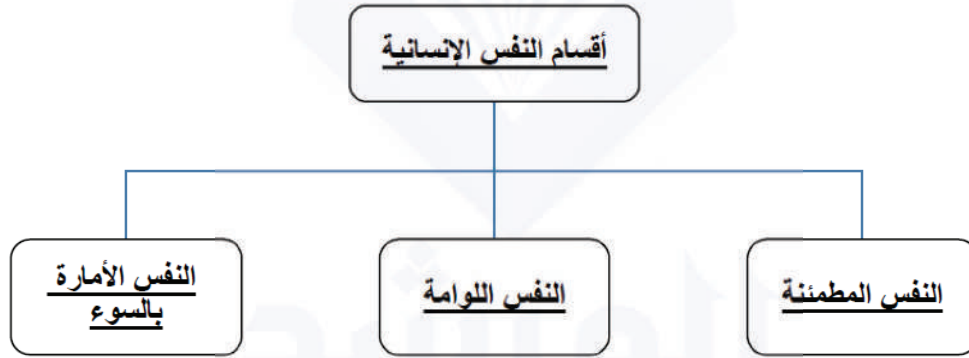 أقسام النفس الإنسانية
النفس المطمئنة
النفس اللوامة
النفس الأمارة
بالسوء